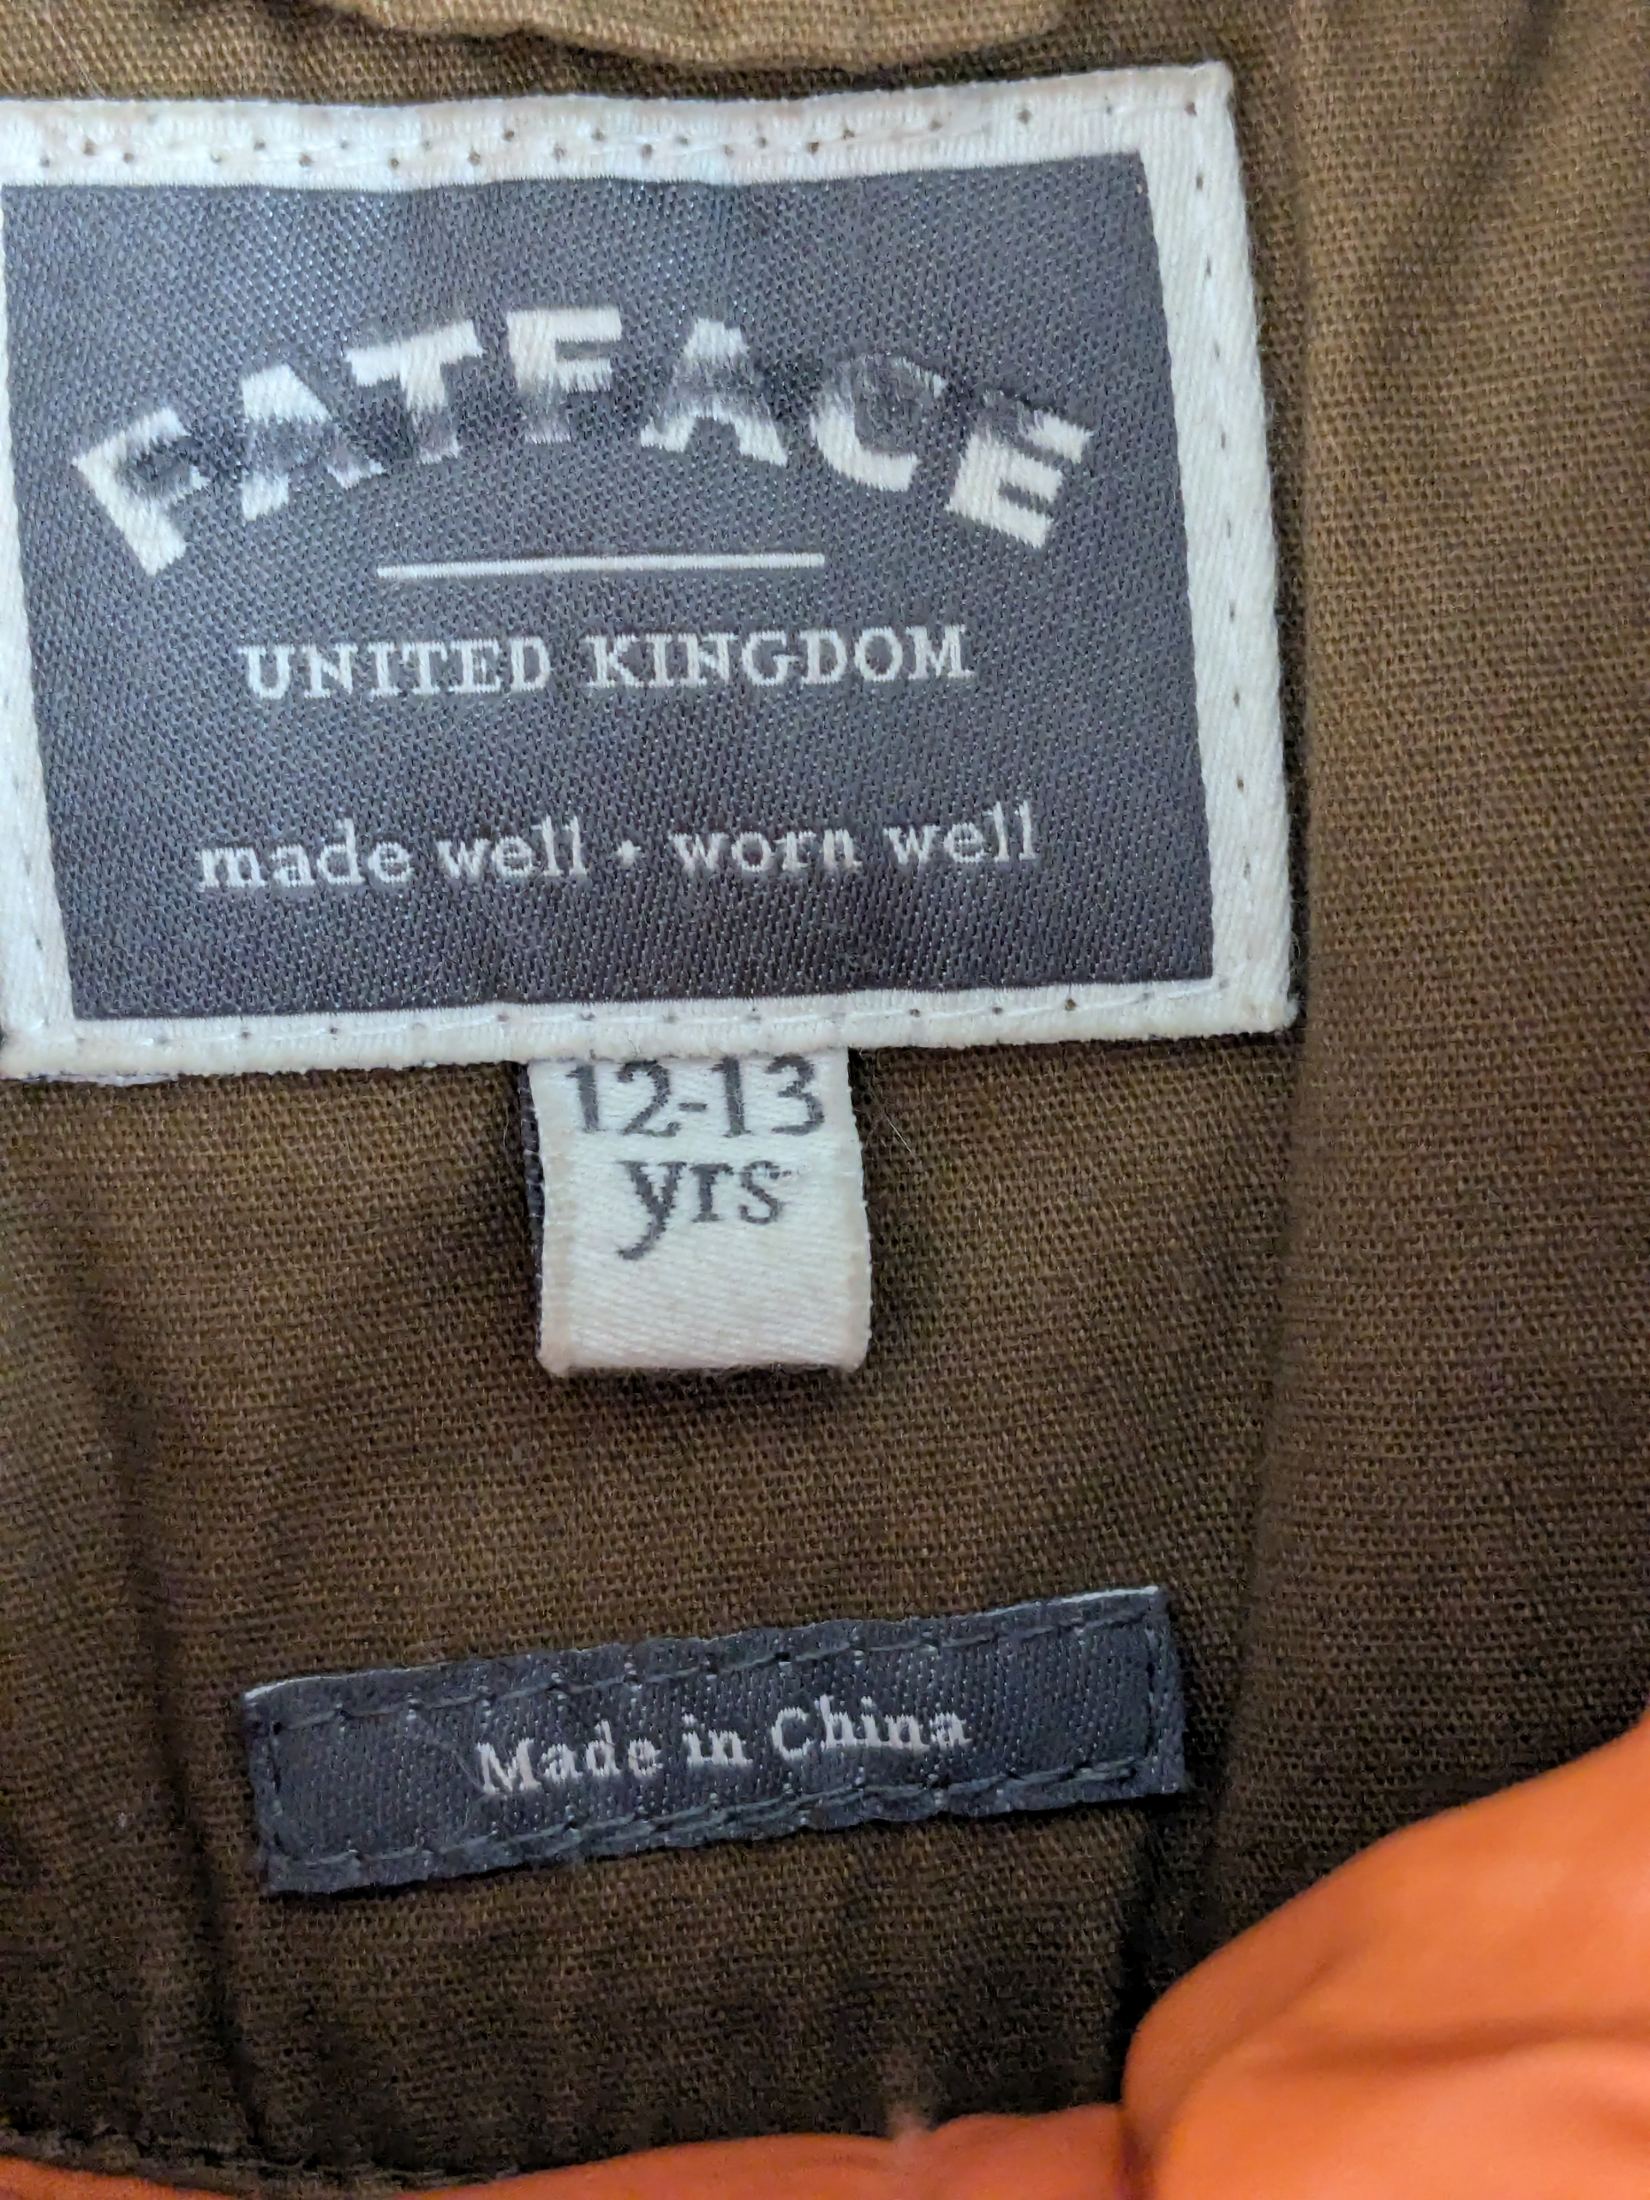 FATFACE
UNITED KINGDOM
made well • worn well
12-13
yrs
Made in China